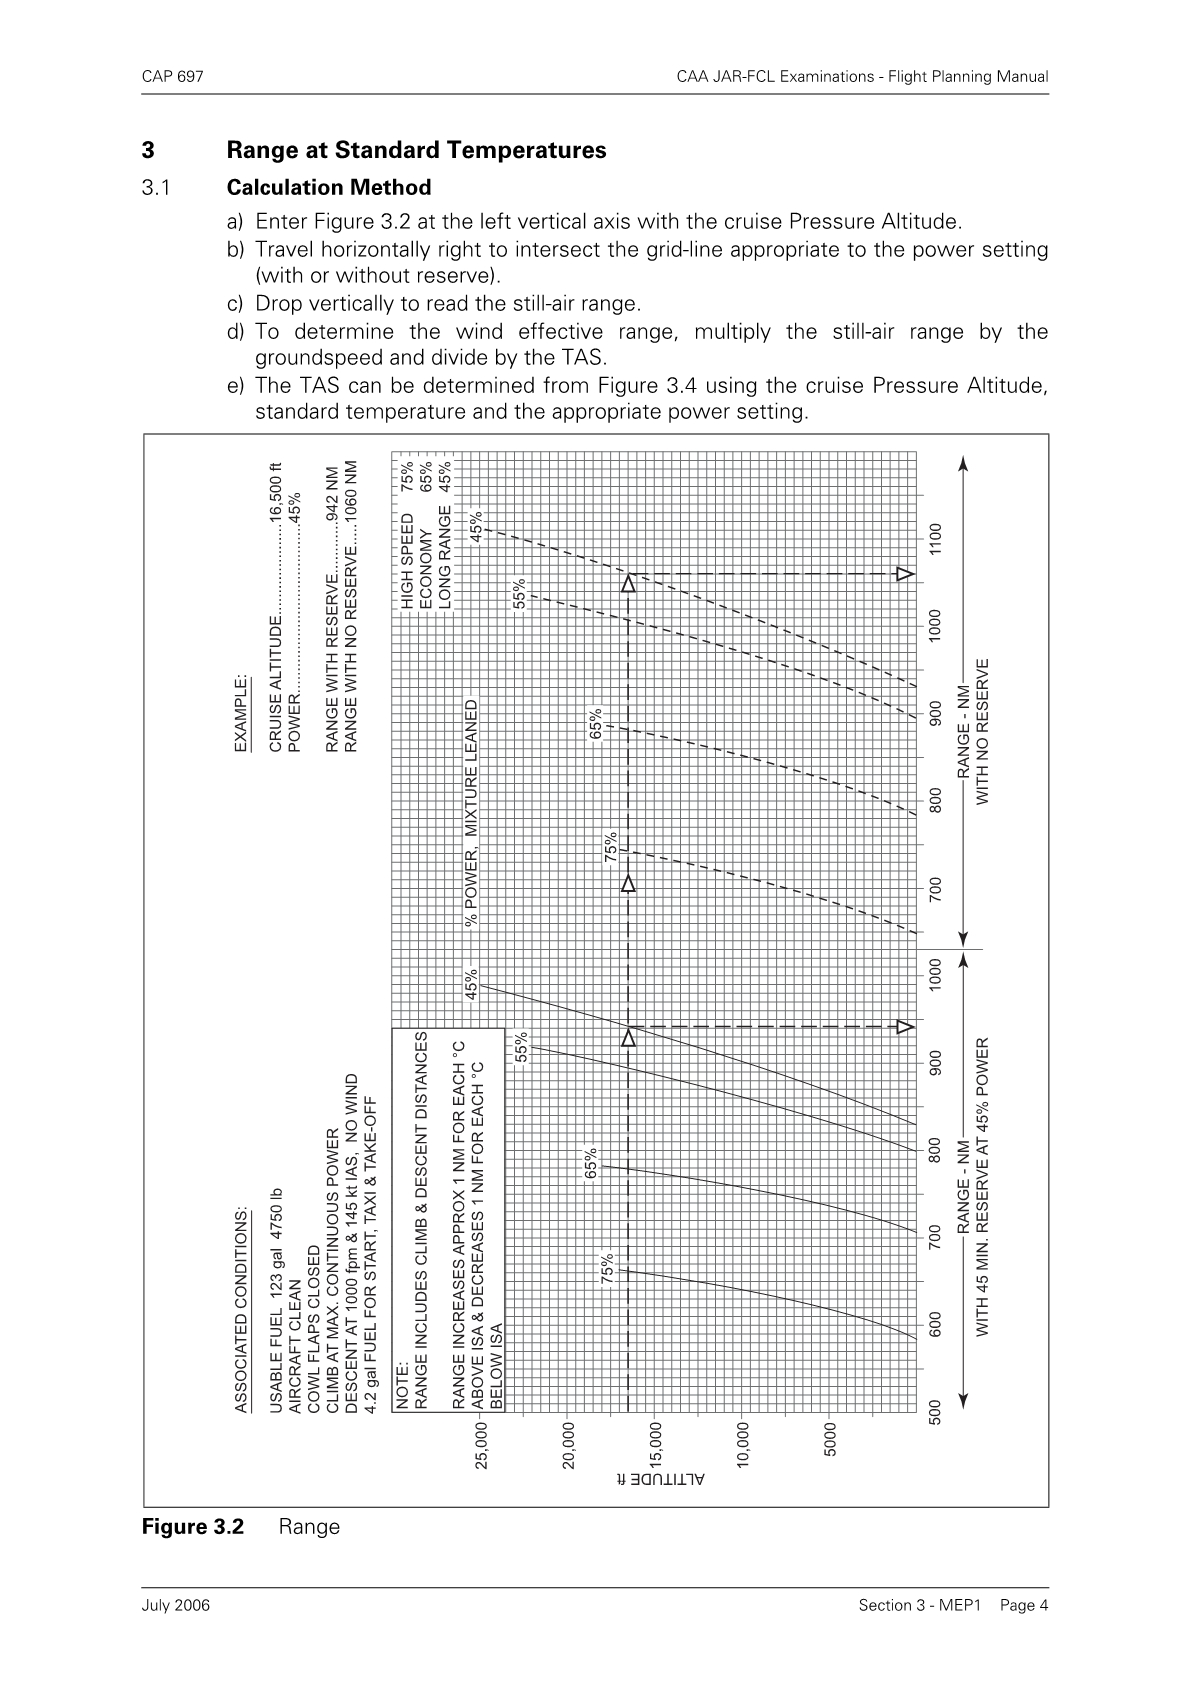 CAP 697
CAA JAR-FCL Examinations - Flight Planning Manual
3 Range at Standard Temperatures
3.1 Calculation Method
a) Enter Figure 3.2 at the left vertical axis with the cruise Pressure Altitude.
b) Travel horizontally right to intersect the grid-line appropriate to the power setting
(with or without reserve).
c) Drop vertically to read the still-air range.
d) To determine the wind effective range, multiply the still-air range by the
groundspeed and divide by the TAS.
e) The TAS can be determined from Figure 3.4 using the cruise Pressure Altitude,
standard temperature and the appropriate power setting.
ASSOCIATED CONDITIONS:
USABLE FUEL 123 gal 4750 lb
AIRCRAFT CLEAN
COWL FLAPS CLOSED
CLIMB AT MAX. CONTINUOUS POWER
DESCENT AT 1000 fpm & 145 kt IAS, NO WIND
4.2 gal FUEL FOR START, TAXI & TAKE-OFF
EXAMPLE:
CRUISE ALTITUDE........................16,500 ft
POWER........................................45%
RANGE WITH RESERVE.............942 NM
RANGE WITH NO RESERVE.....1060 NM
NOTE:
RANGE INCLUDES CLIMB & DESCENT DISTANCES
RANGE INCREASES APPROX 1 NM FOR EACH °C
ABOVE ISA & DECREASES 1 NM FOR EACH °C
BELOW ISA
HIGH SPEED 75%
ECONOMY 65%
LONG RANGE 45%
% POWER, MIXTURE LEANED
45%
55%
65%
75%
45%
55%
65%
75%
ALTITUDE ft
25,000
20,000
15,000
10,000
5000
500
600
700
800
900
1000
700
800
900
1000
1100
RANGE - NM
WITH 45 MIN. RESERVE AT 45% POWER
RANGE - NM
WITH NO RESERVE
Figure 3.2 Range
July 2006
Section 3 - MEP1 Page 4